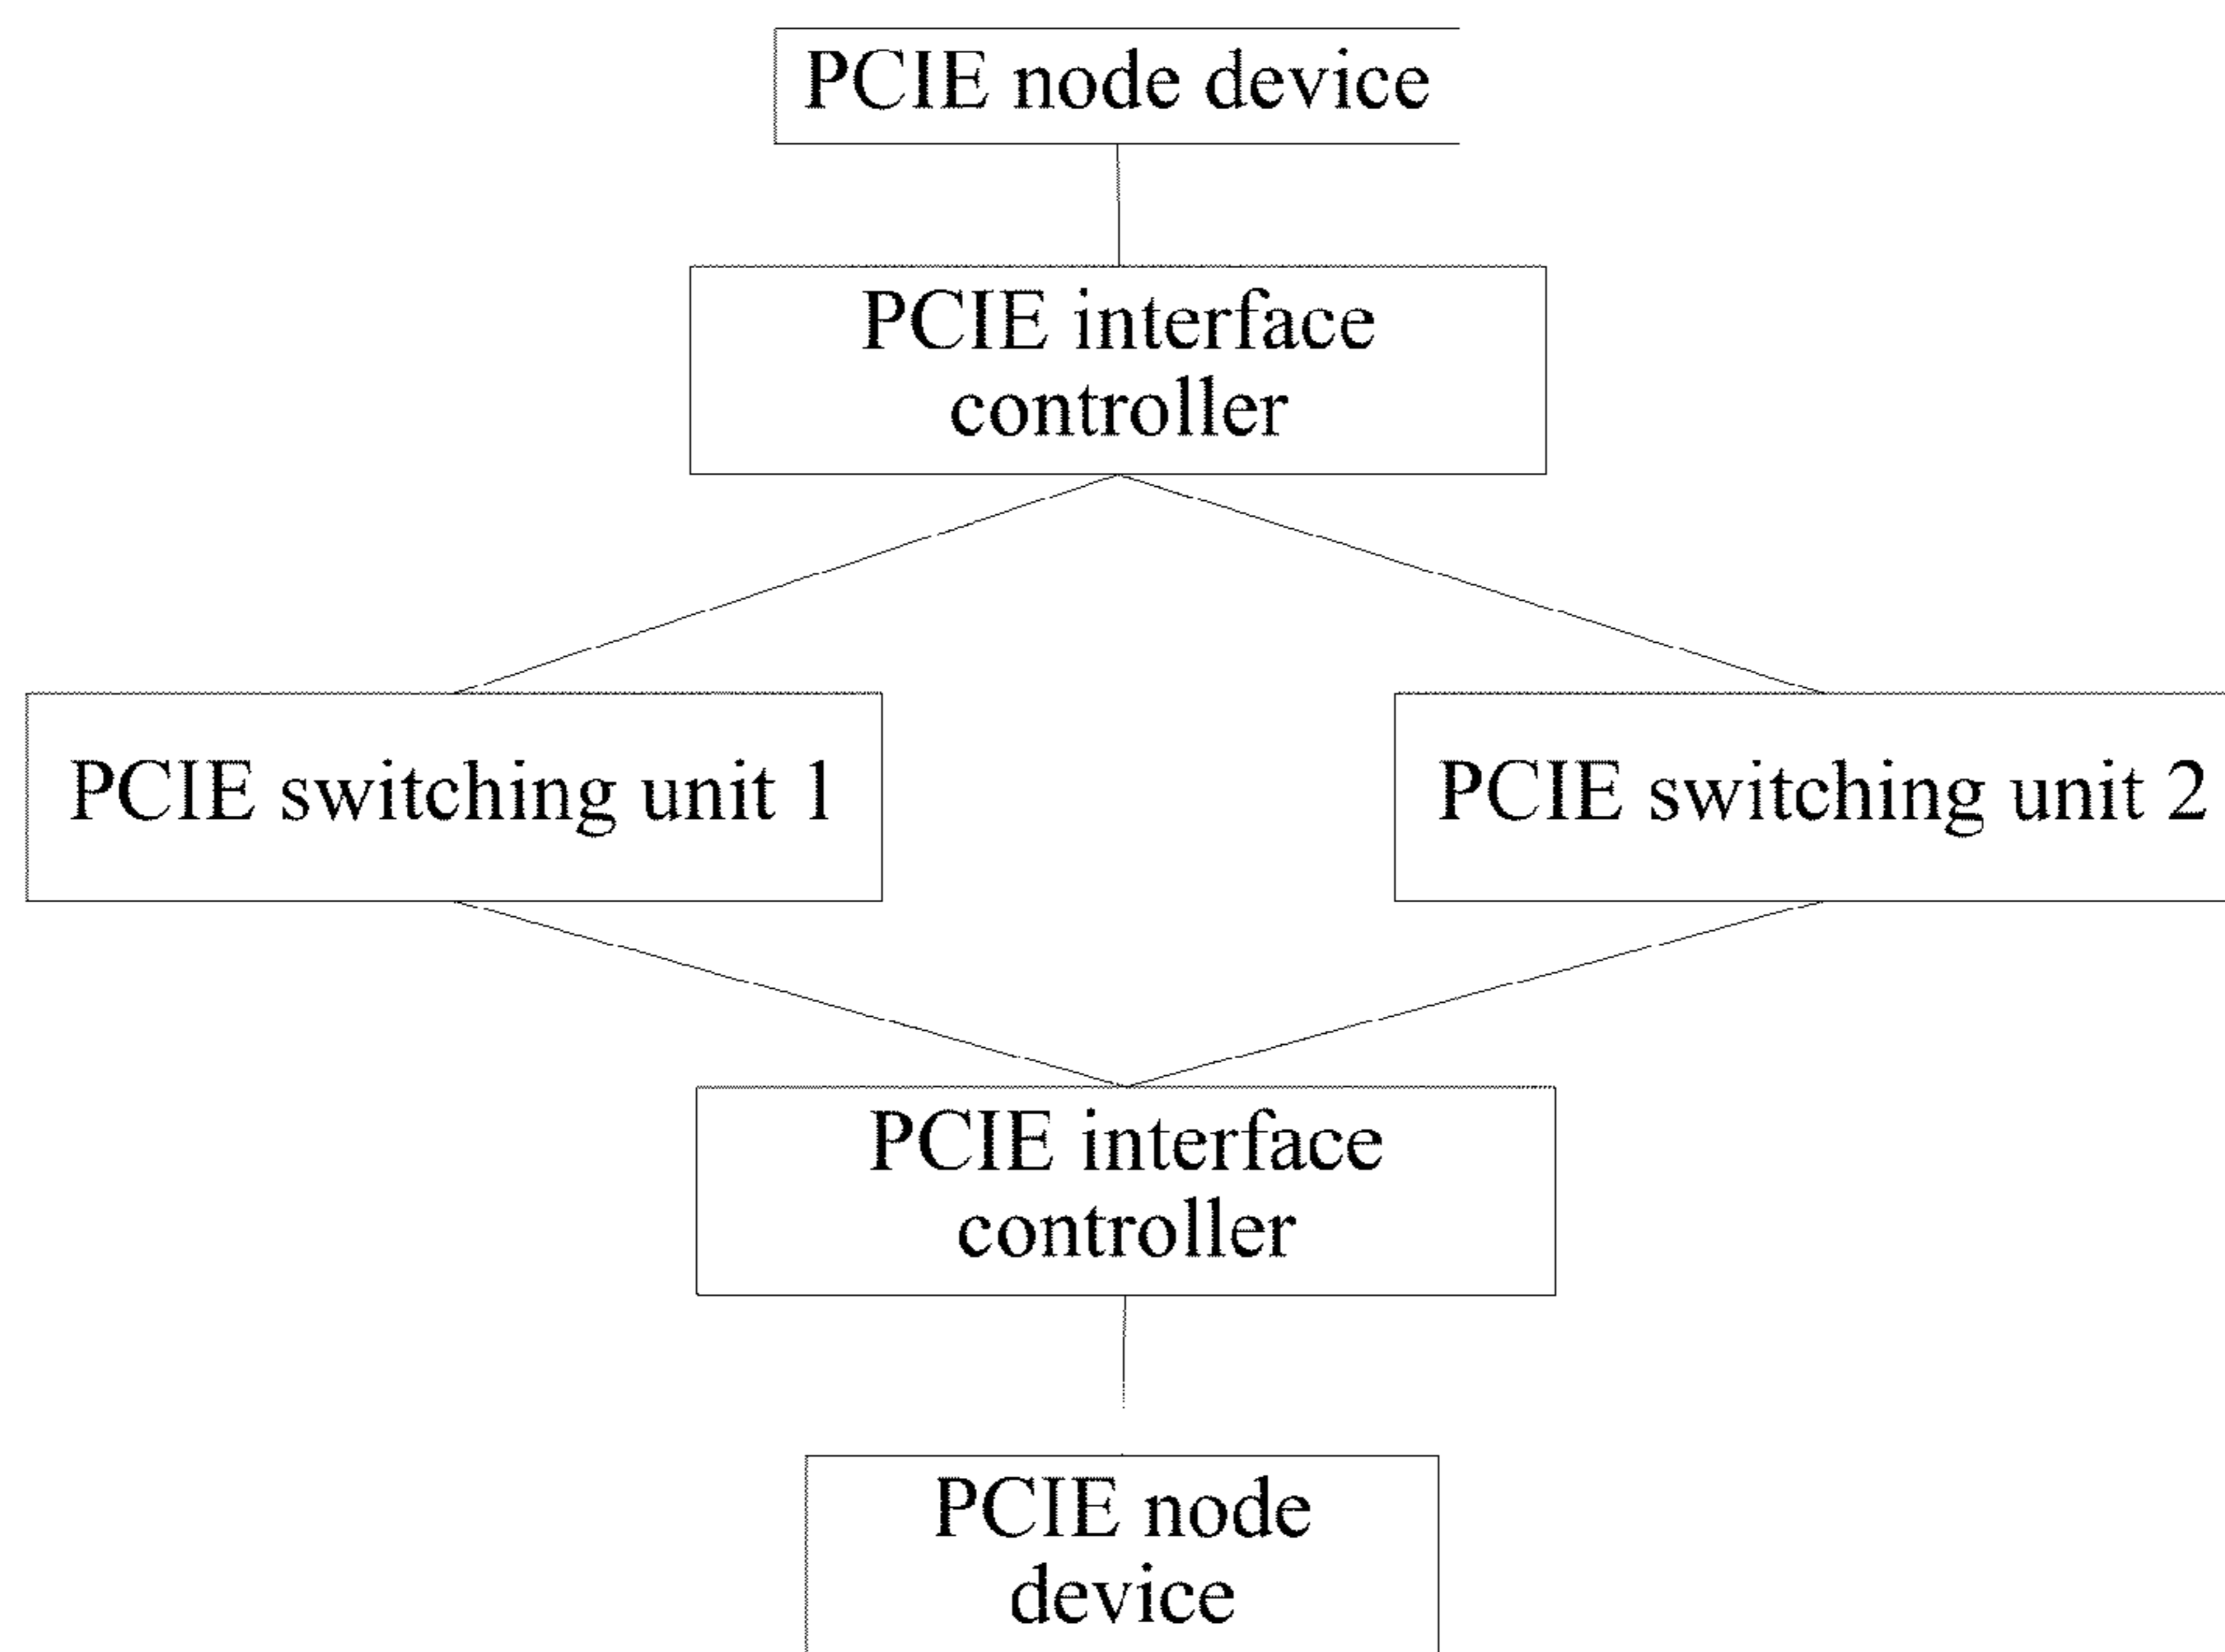 PCIE node device
PCIE interface
controller
PCIE switching unit 1
PCIE switching unit 2
PCIE interface
controller
PCIE node
device